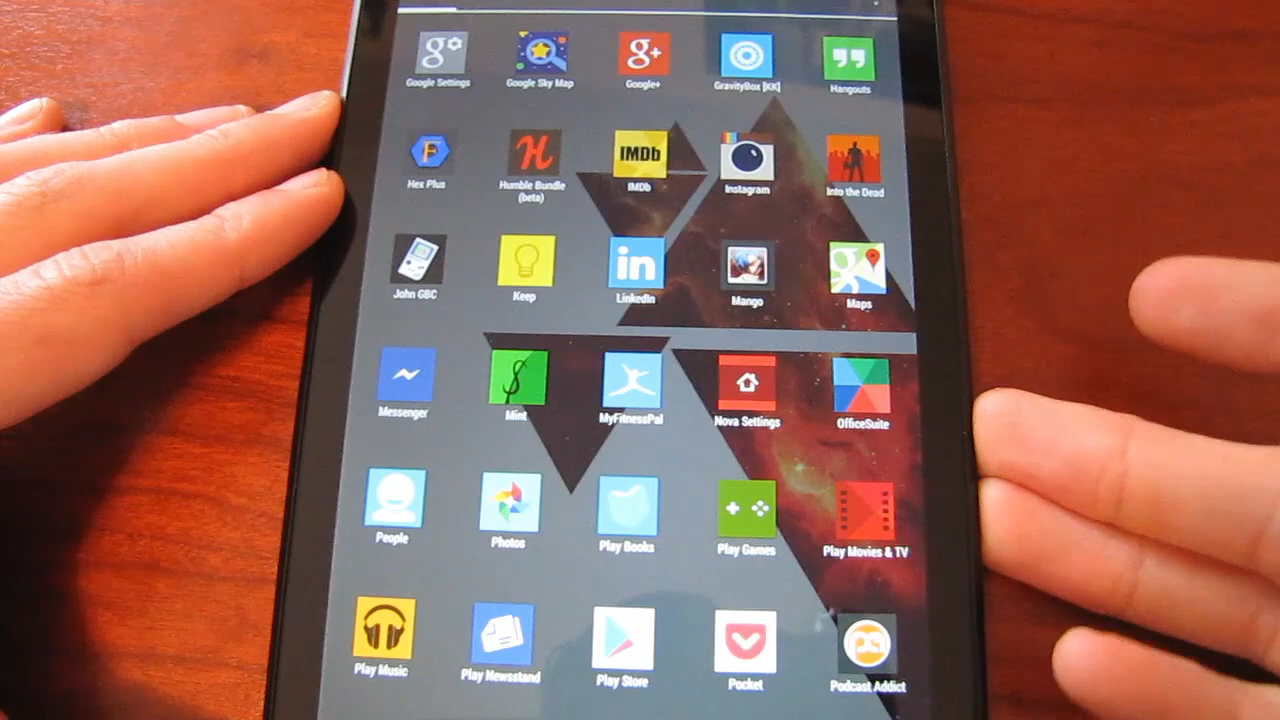 Google Settings
Google Sky Map
Google+
GravityBox [KK]
Hangouts
Hex Plus
Humble Bundle
(beta)
IMDb
IMDb
Instagram
Into the Dead
John GBC
Keep
in
LinkedIn
Mango
Maps
Messenger
Mint
MyFitnessPal
Nova Settings
OfficeSuite
People
Photos
Play Books
Play Games
Play Movies & TV
Play Music
Play Newsstand
Play Store
Pocket
Podcast Addict